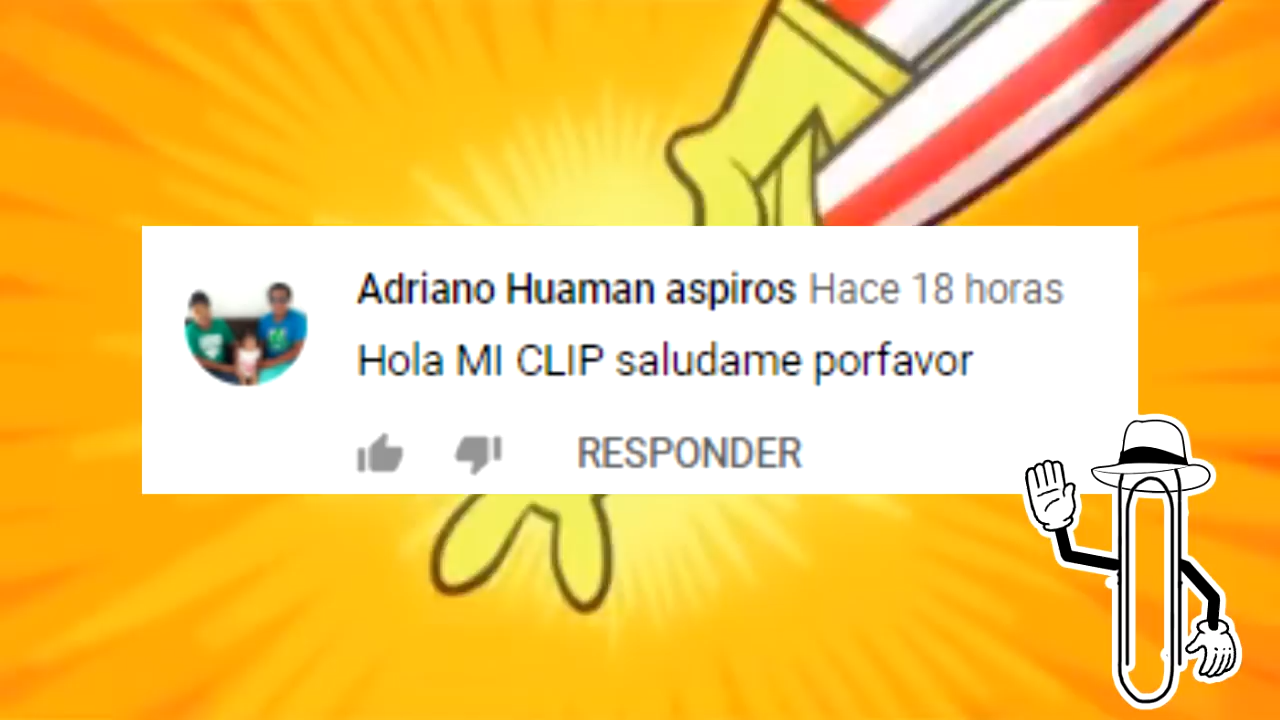 Adriano Huaman aspiros Hace 18 horas
Hola MI CLIP saludame porfavor
RESPONDER